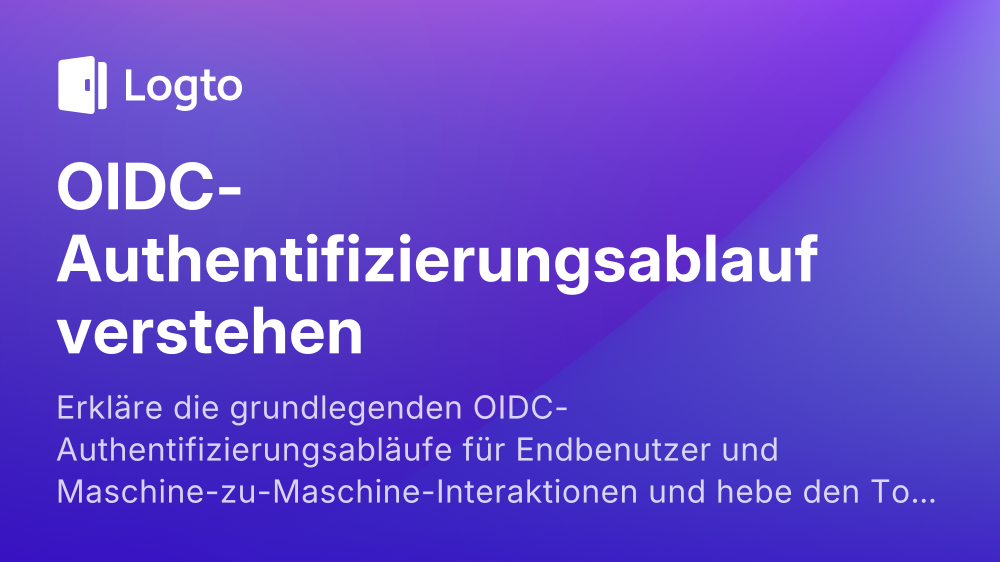 Logto
OIDC-
Authentifizierungsablauf
verstehen
Erkläre die grundlegenden OIDC-
Authentifizierungsabläufe für Endbenutzer und
Maschine-zu-Maschine-Interaktionen und hebe den To...